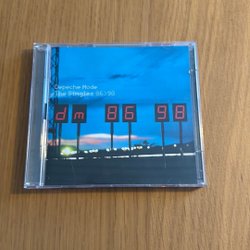 Depeche Mode
The Singles 86>98
dm 86 98